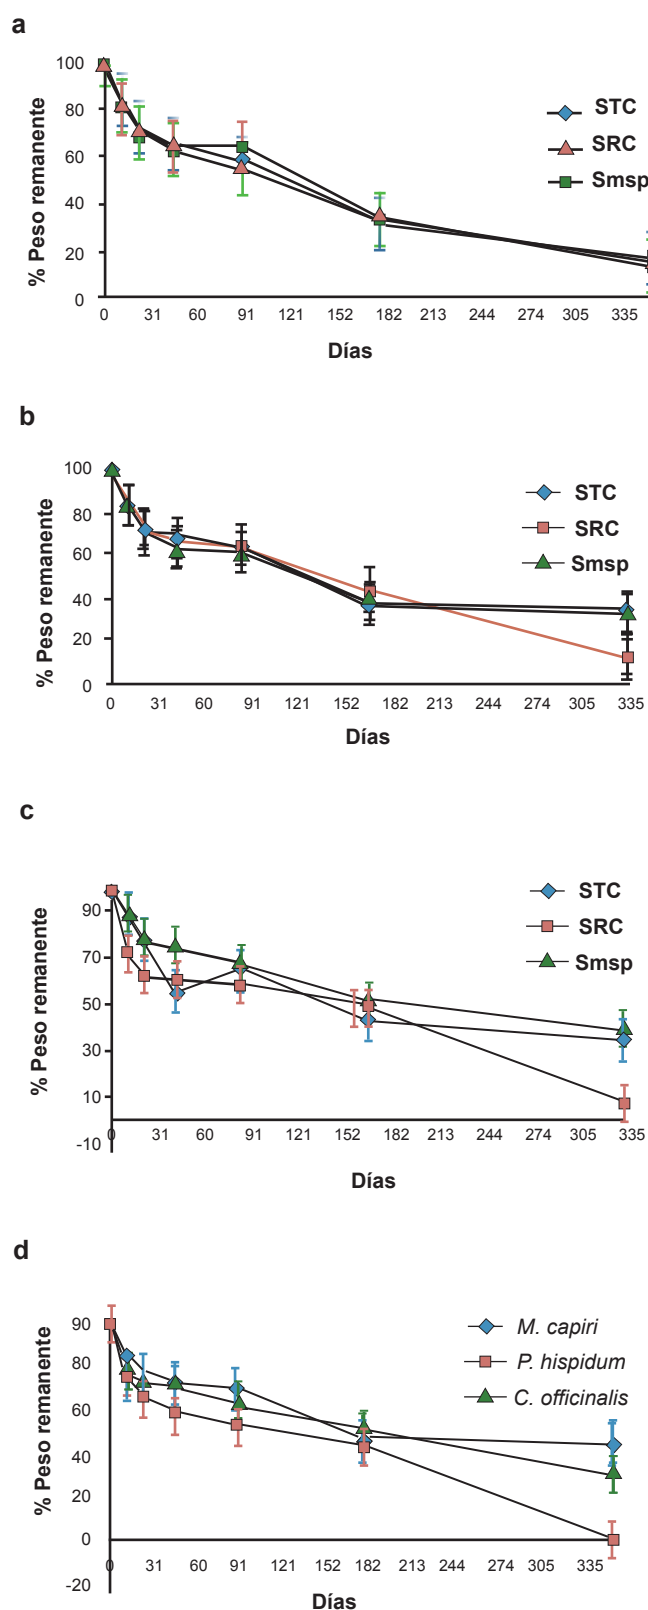 a
% Peso remanente
100
80
60
40
20
0
STC
SRC
Smsp
0 31 60 91 121 152 182 213 244 274 305 335
Días
b
% Peso remanente
100
80
60
40
20
0
STC
SRC
Smsp
0 31 60 91 121 152 182 213 244 274 305 335
Días
c
% Peso remanente
90
70
50
30
10
-10
STC
SRC
Smsp
0 31 60 91 121 152 182 213 244 274 305 335
Días
d
% Peso remanente
90
80
60
40
20
0
-20
M. capiri
P. hispidum
C. officinalis
0 31 60 91 121 152 182 244 305 335
Días